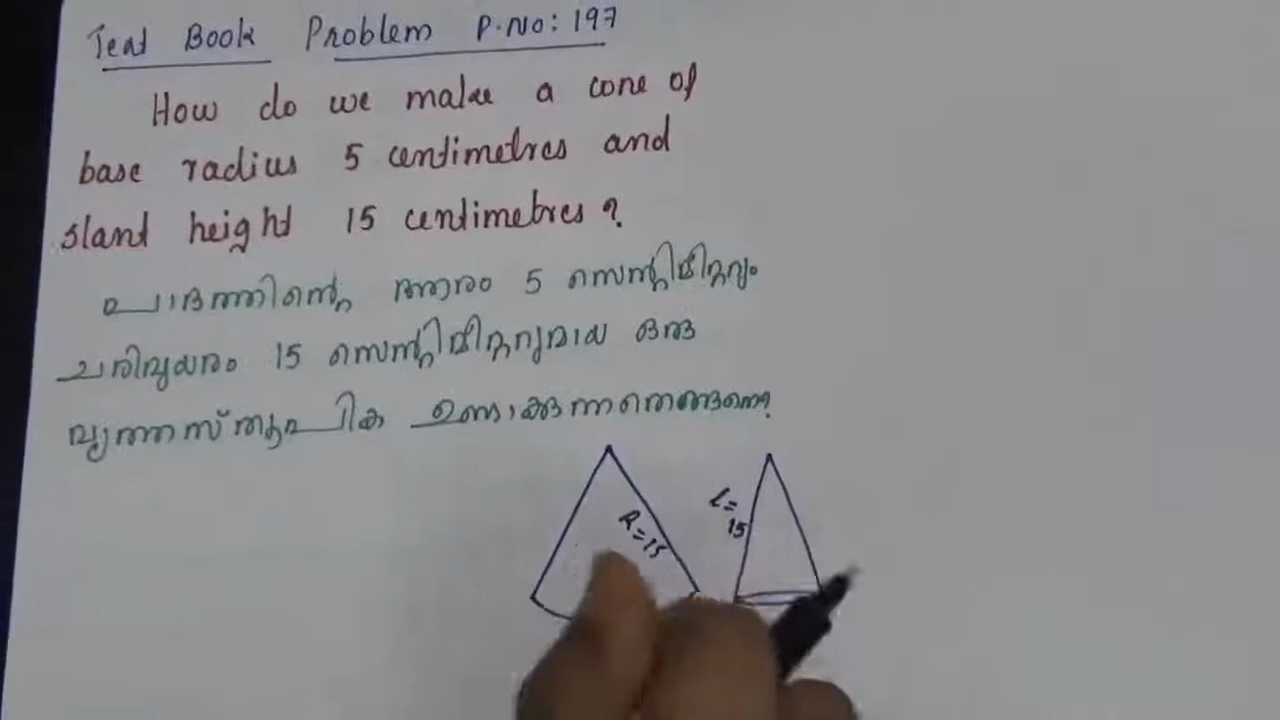 Text Book Problem P.No: 197
How do we make a cone of
base radius 5 centimetres and
slant height 15 centimetres?
പാദത്തിന്റെ ആരം 5 സെന്റിമീറ്ററും
ചരിവുയരം 15 സെന്റിമീറ്ററുമായ ഒരു
വൃത്തസ്തൂപിക ഉണ്ടാക്കുന്നതെങ്ങനെ?
R=15
l=
15